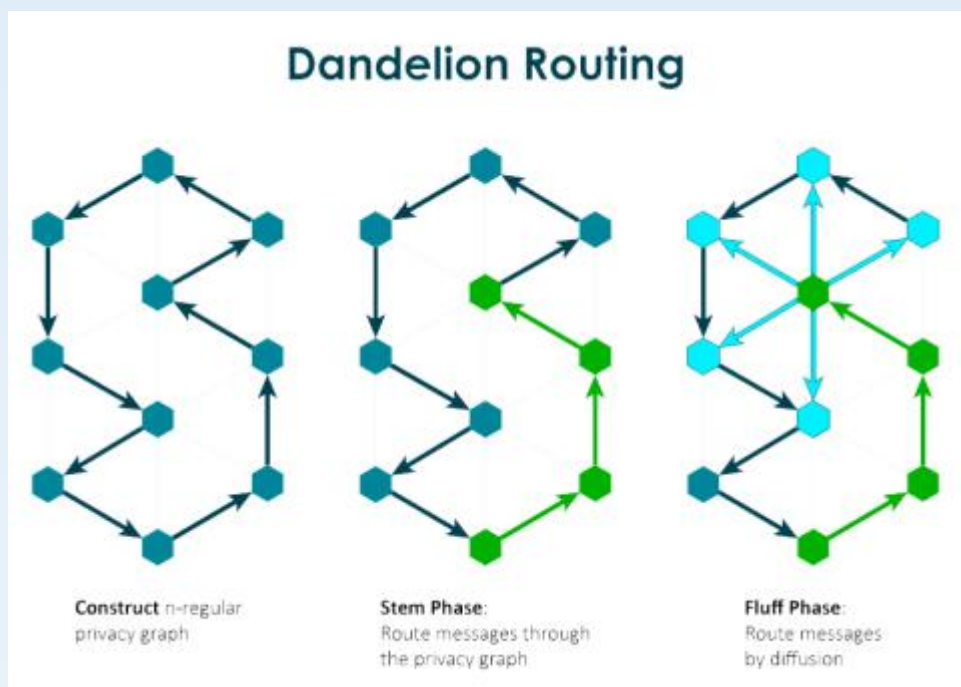 Dandelion Routing
Construct n-regular
privacy graph
Stem Phase:
Route messages through
the privacy graph
Fluff Phase:
Route messages
by diffusion